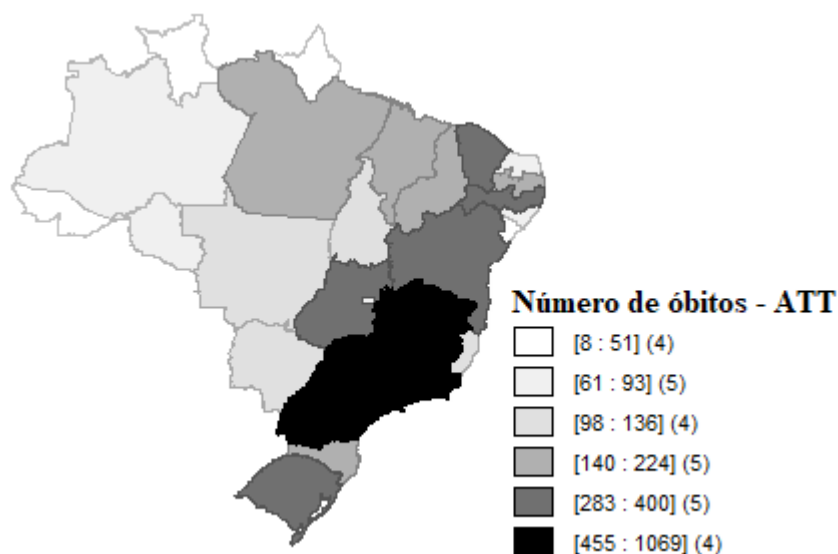 Número de óbitos - ATT
[8 : 51] (4)
[61 : 93] (5)
[98 : 136] (4)
[140 : 224] (5)
[283 : 400] (5)
[455 : 1069] (4)